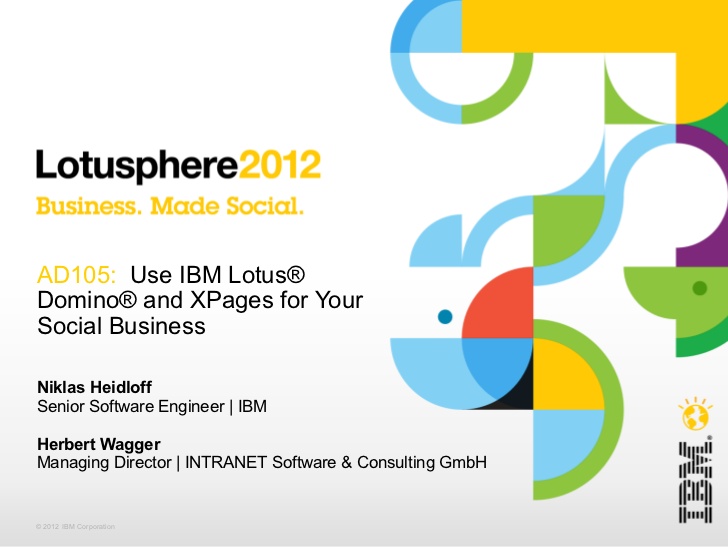 Lotusphere2012
Business. Made Social.
AD105: Use IBM Lotus®
Domino® and XPages for Your
Social Business
Niklas Heidloff
Senior Software Engineer | IBM
Herbert Wagger
Managing Director | INTRANET Software & Consulting GmbH
IBM®
© 2012 IBM Corporation